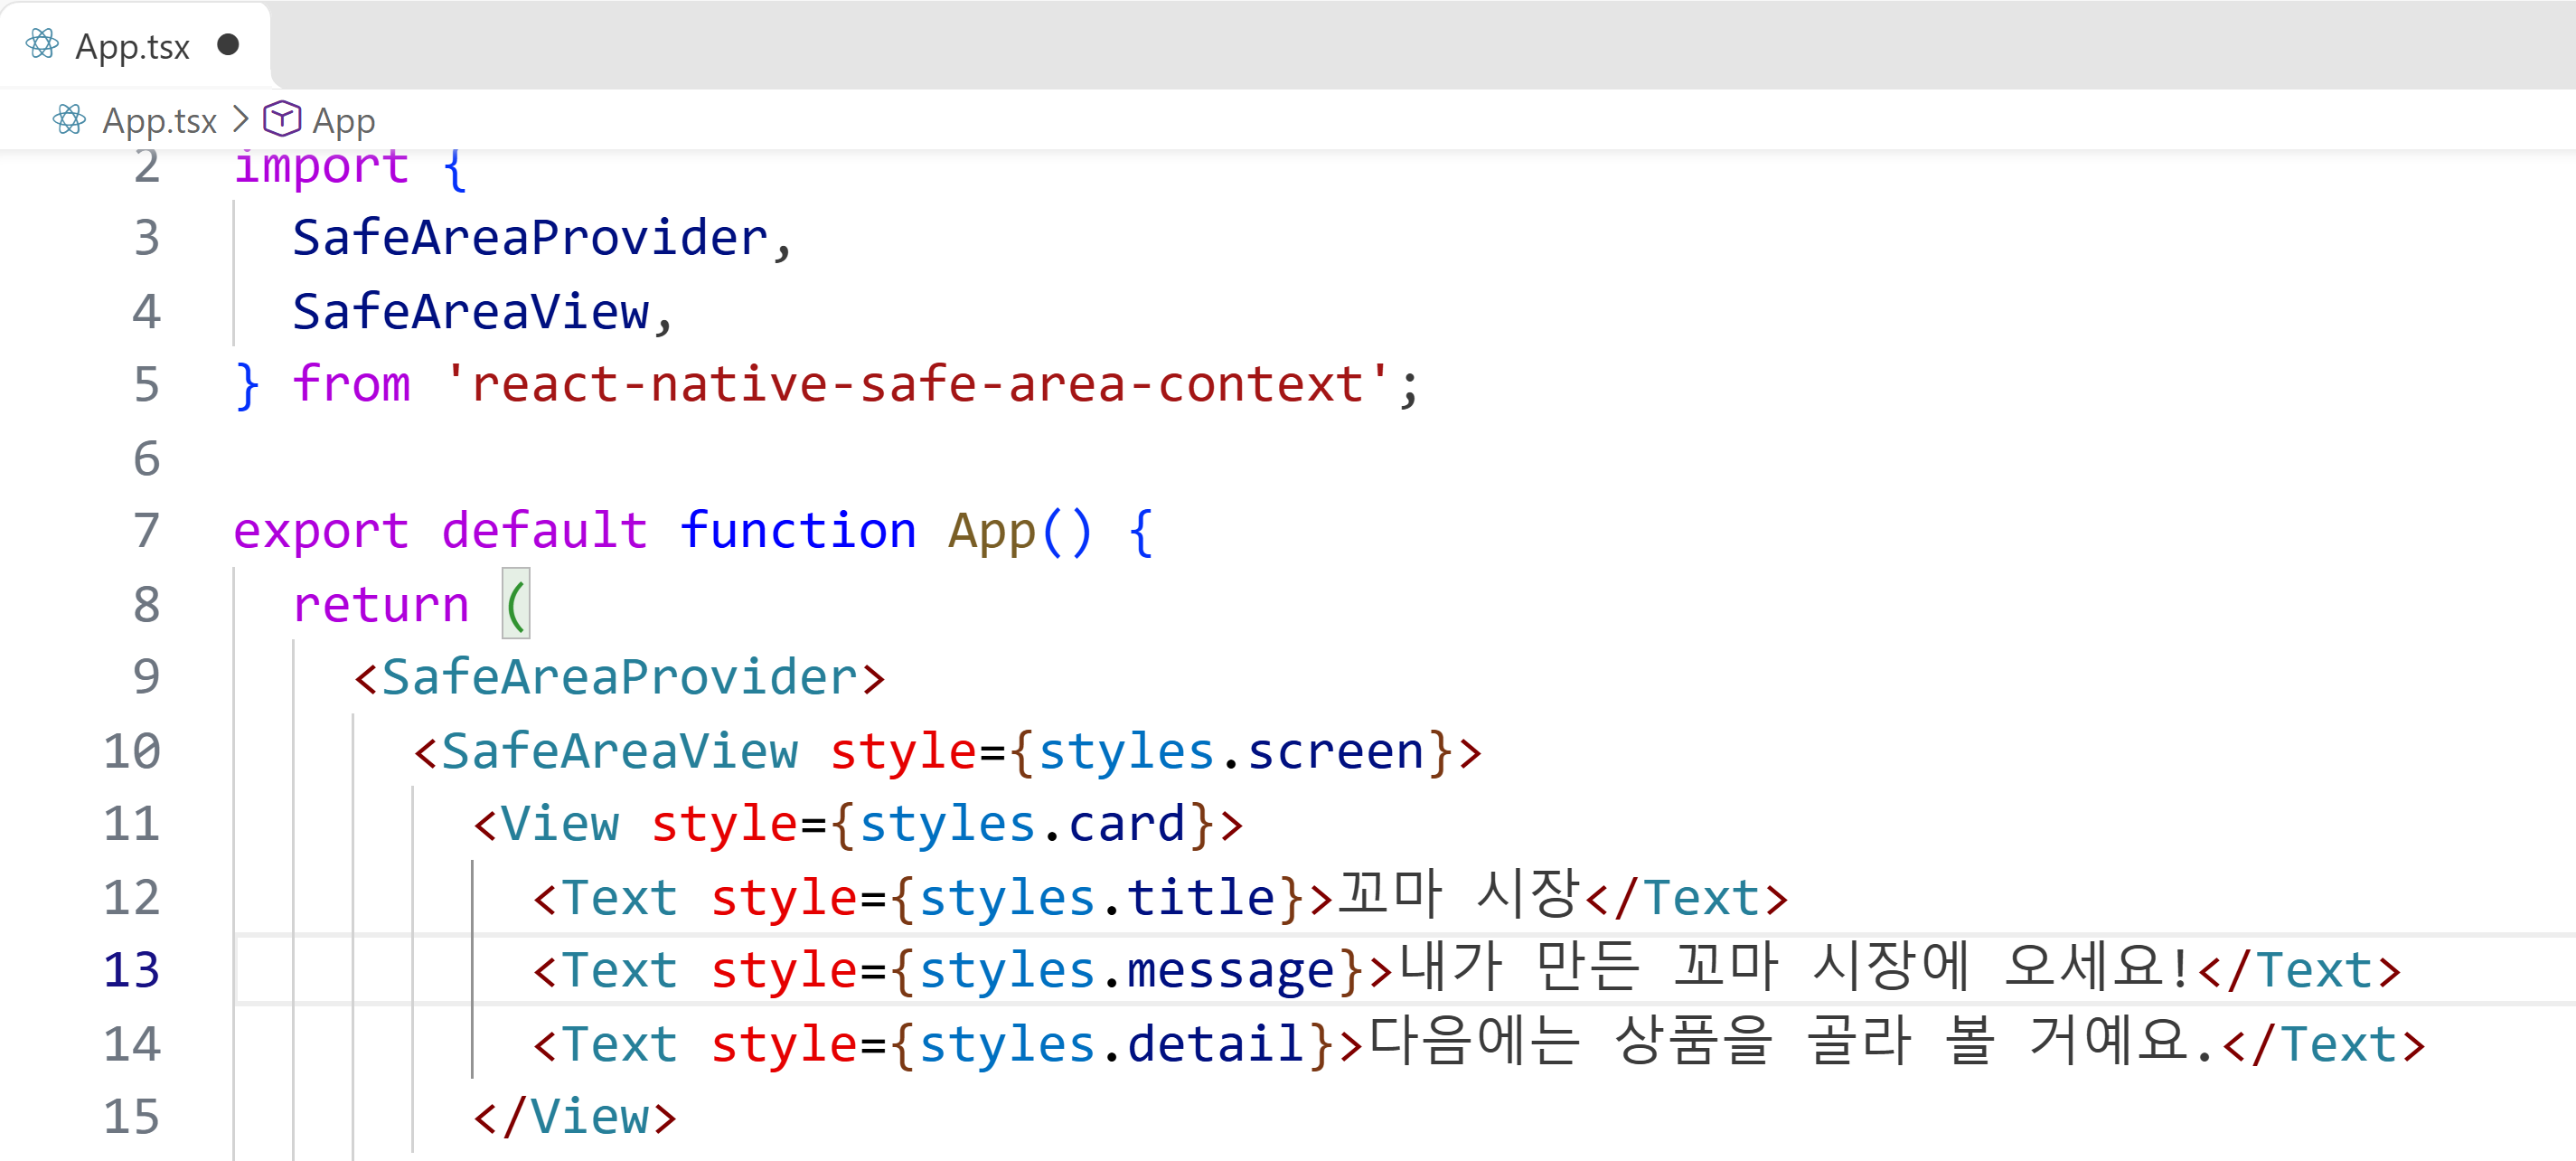 App.tsx ●
App.tsx > App
2 import {
3   SafeAreaProvider,
4   SafeAreaView,
5 } from 'react-native-safe-area-context';
6
7 export default function App() {
8   return (
9     <SafeAreaProvider>
10       <SafeAreaView style={styles.screen}>
11         <View style={styles.card}>
12           <Text style={styles.title}>꼬마 시장</Text>
13           <Text style={styles.message}>내가 만든 꼬마 시장에 오세요!</Text>
14           <Text style={styles.detail}>다음에는 상품을 골라 볼 거예요.</Text>
15         </View>